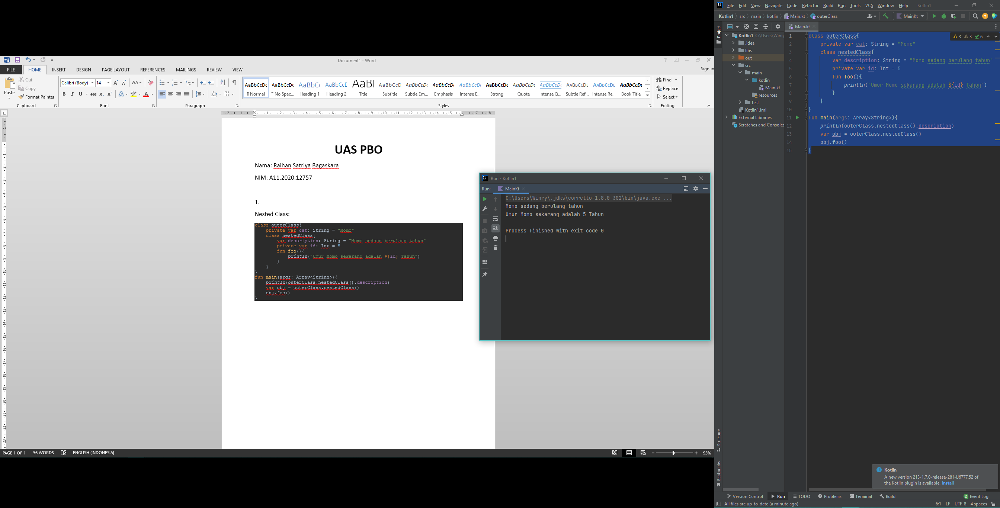 Document1 - Word
FILE HOME INSERT DESIGN PAGE LAYOUT REFERENCES MAILINGS REVIEW VIEW
Sign in
Paste
Cut
Copy
Format Painter
Clipboard
Calibri (Body) 14
Font
Paragraph
AaBbCcDc AaBbCcDc AaBbCc AaBbCcD AaBl AaBbCcD AaBbCcDc AaBbCcDc AaBbCcDc AaBbCcDc AaBbCcDc AaBbCcDc AABBCCDD AABBCCDD AaBbCcDc
¶ Normal ¶ No Spac... Heading 1 Heading 2 Title Subtitle Subtle Em... Emphasis Intense E... Strong Quote Intense Q... Subtle Ref... Intense Re... Book Title
Styles
Find
Replace
Select
Editing
UAS PBO
Nama: Raihan Satriya Bagaskara
NIM: A11.2020.12757
1.
Nested Class:
class outerClass{
    private var cat: String = "Momo"
    class nestedClass{
        var description: String = "Momo sedang berulang tahun"
        private var id: Int = 5
        fun foo(){
            println("Umur Momo sekarang adalah ${id} Tahun")
        }
    }
}
fun main(args: Array<String>){
    println(outerClass.nestedClass().description)
    var obj = outerClass.nestedClass()
    obj.foo()
}
PAGE 1 OF 1 56 WORDS ENGLISH (INDONESIA)
93%
Run - Kotlin1
Run: MainKt
C:\Users\Winry\.jdks\corretto-1.8.0_302\bin\java.exe ...
Momo sedang berulang tahun
Umur Momo sekarang adalah 5 Tahun
Process finished with exit code 0
File Edit View Navigate Code Refactor Build Run Tools VCS Window Help Kotlin1
Kotlin1 src main kotlin Main.kt outerClass
MainKt
Project
Main.kt
Kotlin1 C:\Users\Winry
.idea
libs
out
src
main
kotlin
Main.kt
resources
test
Kotlin1.iml
External Libraries
Scratches and Consoles
3 3 6
1 class outerClass{
2     private var cat: String = "Momo"
3     class nestedClass{
4         var description: String = "Momo sedang berulang tahun"
5         private var id: Int = 5
6         fun foo(){
7             println("Umur Momo sekarang adalah ${id} Tahun")
8         }
9     }
10 }
11 fun main(args: Array<String>){
12     println(outerClass.nestedClass().description)
13     var obj = outerClass.nestedClass()
14     obj.foo()
15 }
Structure
Bookmarks
Kotlin
A new version 213-1.7.0-release-281-IJ6777.52 of
the Kotlin plugin is available. Install
Version Control Run TODO Problems Terminal Build
2 Event Log
All files are up-to-date (a minute ago)
6:1 LF UTF-8 4 spaces